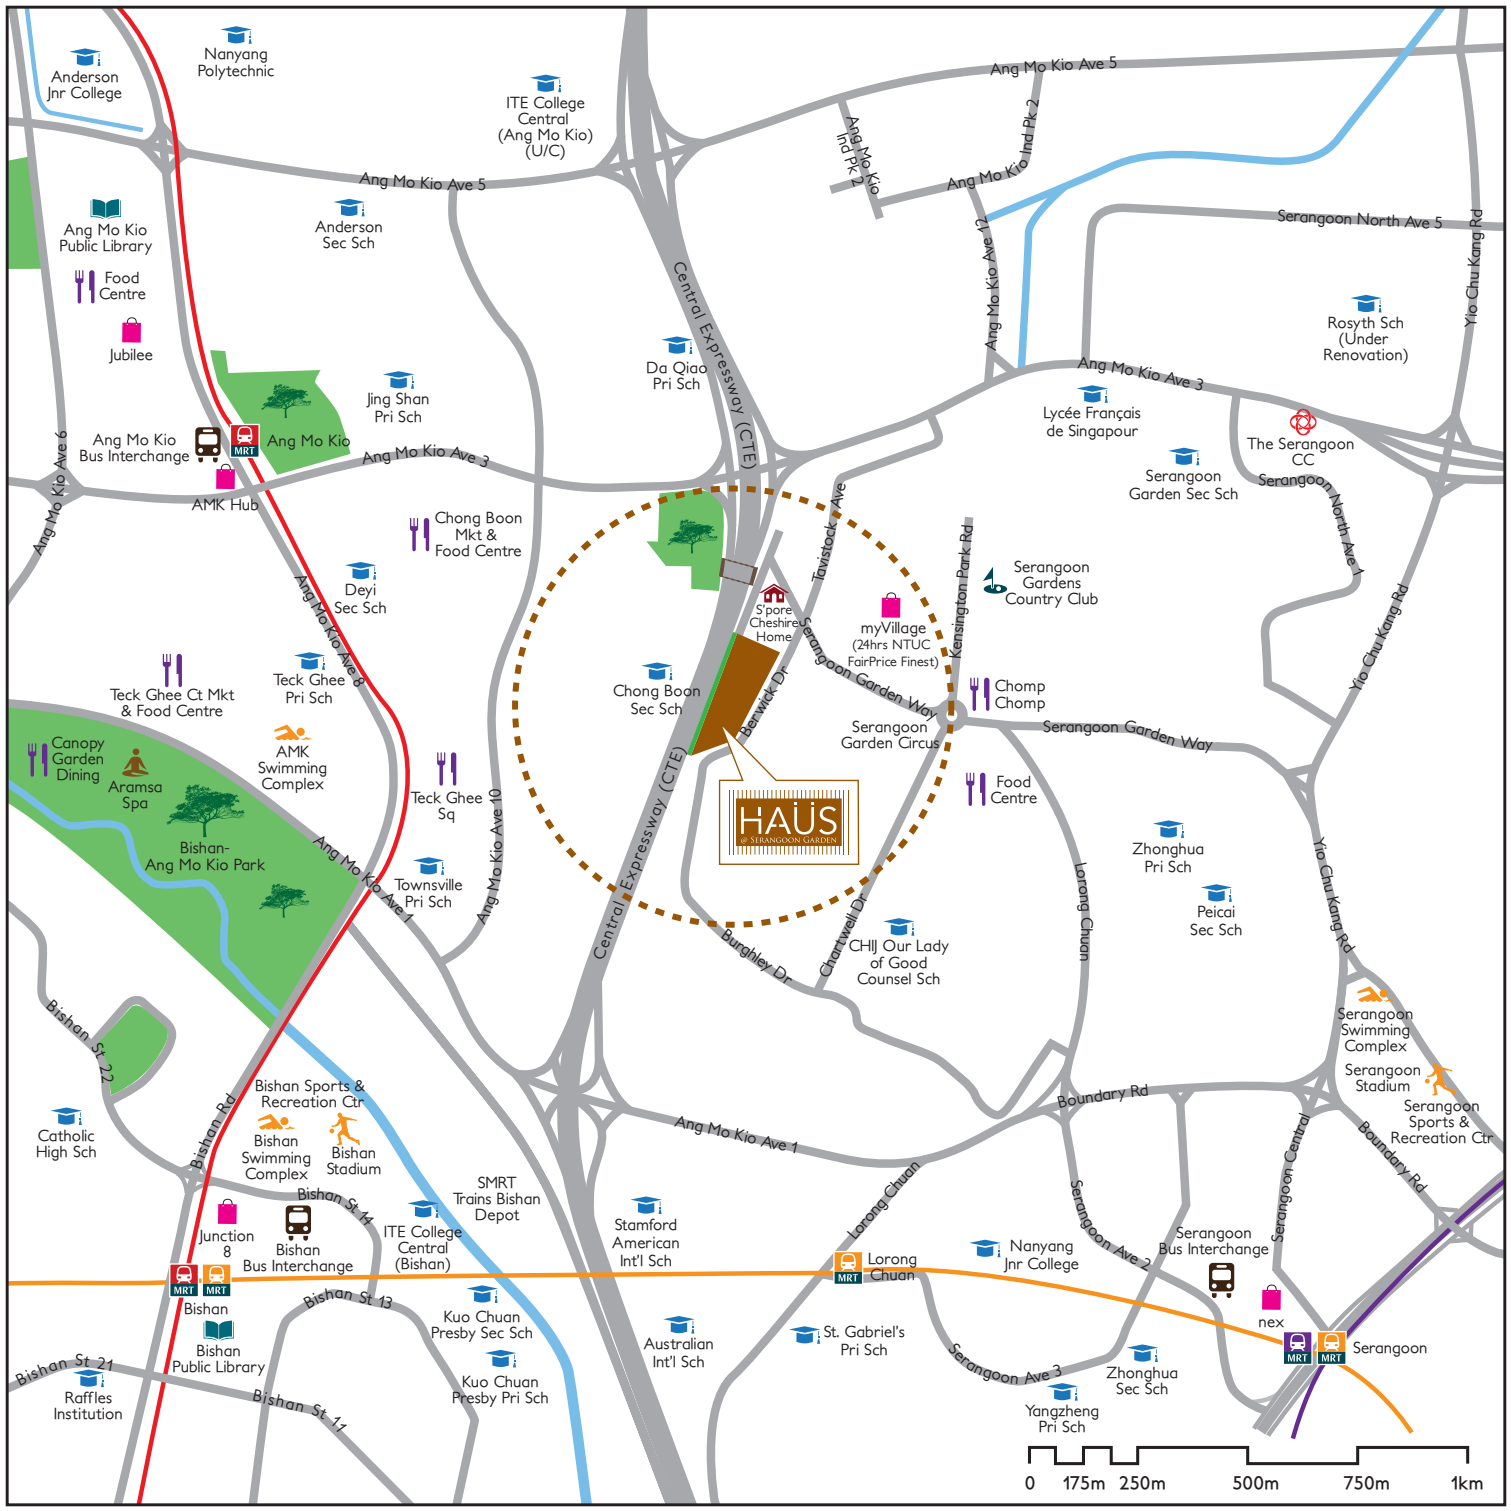 Anderson
Jnr College
Nanyang
Polytechnic
ITE College
Central
(Ang Mo Kio)
(U/C)
Ang Mo Kio Ave 5
Ang Mo Kio
Ind Pk 2
Ang Mo Kio Ind Pk 2
Ang Mo Kio Ave 5
Ang Mo Kio
Public Library
Anderson
Sec Sch
Ang Mo Kio Ave 12
Serangoon North Ave 5
Yio Chu Kang Rd
Food
Centre
Jubilee
Central Expressway (CTE)
Da Qiao
Pri Sch
Rosyth Sch
(Under
Renovation)
Jing Shan
Pri Sch
Ang Mo Kio Ave 3
Lycée Français
de Singapour
The Serangoon
CC
Ang Mo Kio Ave 6
Ang Mo Kio
Bus Interchange
MRT
Ang Mo Kio
Ang Mo Kio Ave 3
AMK Hub
Serangoon
Garden Sec Sch
Serangoon North Ave 1
Chong Boon
Mkt &
Food Centre
Tavistock Ave
Kensington Park Rd
Serangoon
Gardens
Country Club
Deyi
Sec Sch
Ang Mo Kio Ave 8
S'pore
Cheshire
Home
myVillage
(24hrs NTUC
FairPrice Finest)
Yio Chu Kang Rd
Teck Ghee Ct Mkt
& Food Centre
Teck Ghee
Pri Sch
Chong Boon
Sec Sch
Berwick Dr
Serangoon Garden Way
Chomp
Chomp
Serangoon
Garden Circus
Serangoon Garden Way
Canopy
Garden
Dining
Aramsa
Spa
AMK
Swimming
Complex
Teck Ghee
Sq
Food
Centre
HAÜS
@ SERANGOON GARDEN
Central Expressway (CTE)
Ang Mo Kio Ave 10
Bishan-
Ang Mo Kio Park
Ang Mo Kio Ave 1
Townsville
Pri Sch
Zhonghua
Pri Sch
Peicai
Sec Sch
Yio Chu Kang Rd
Lorong Chuan
Chartwell Dr
Burghley Dr
CHIJ Our Lady
of Good
Counsel Sch
Bishan St 22
Serangoon
Swimming
Complex
Serangoon
Stadium
Serangoon
Sports &
Recreation Ctr
Bishan Sports &
Recreation Ctr
Boundary Rd
Catholic
High Sch
Bishan Rd
Bishan
Swimming
Complex
Bishan
Stadium
Ang Mo Kio Ave 1
Serangoon Central
Boundary Rd
SMRT
Trains Bishan
Depot
Lorong Chuan
Serangoon Ave 2
Bishan St 14
Junction
8
Bishan
Bus Interchange
ITE College
Central
(Bishan)
Stamford
American
Int'l Sch
MRT
Lorong
Chuan
Nanyang
Jnr College
Serangoon
Bus Interchange
nex
MRT
MRT
Bishan
Bishan St 13
Kuo Chuan
Presby Sec Sch
Bishan
Public Library
Australian
Int'l Sch
St. Gabriel's
Pri Sch
MRT
MRT
Serangoon
Bishan St 21
Raffles
Institution
Bishan St 11
Kuo Chuan
Presby Pri Sch
Serangoon Ave 3
Zhonghua
Sec Sch
Yangzheng
Pri Sch
0 175m 250m 500m 750m 1km